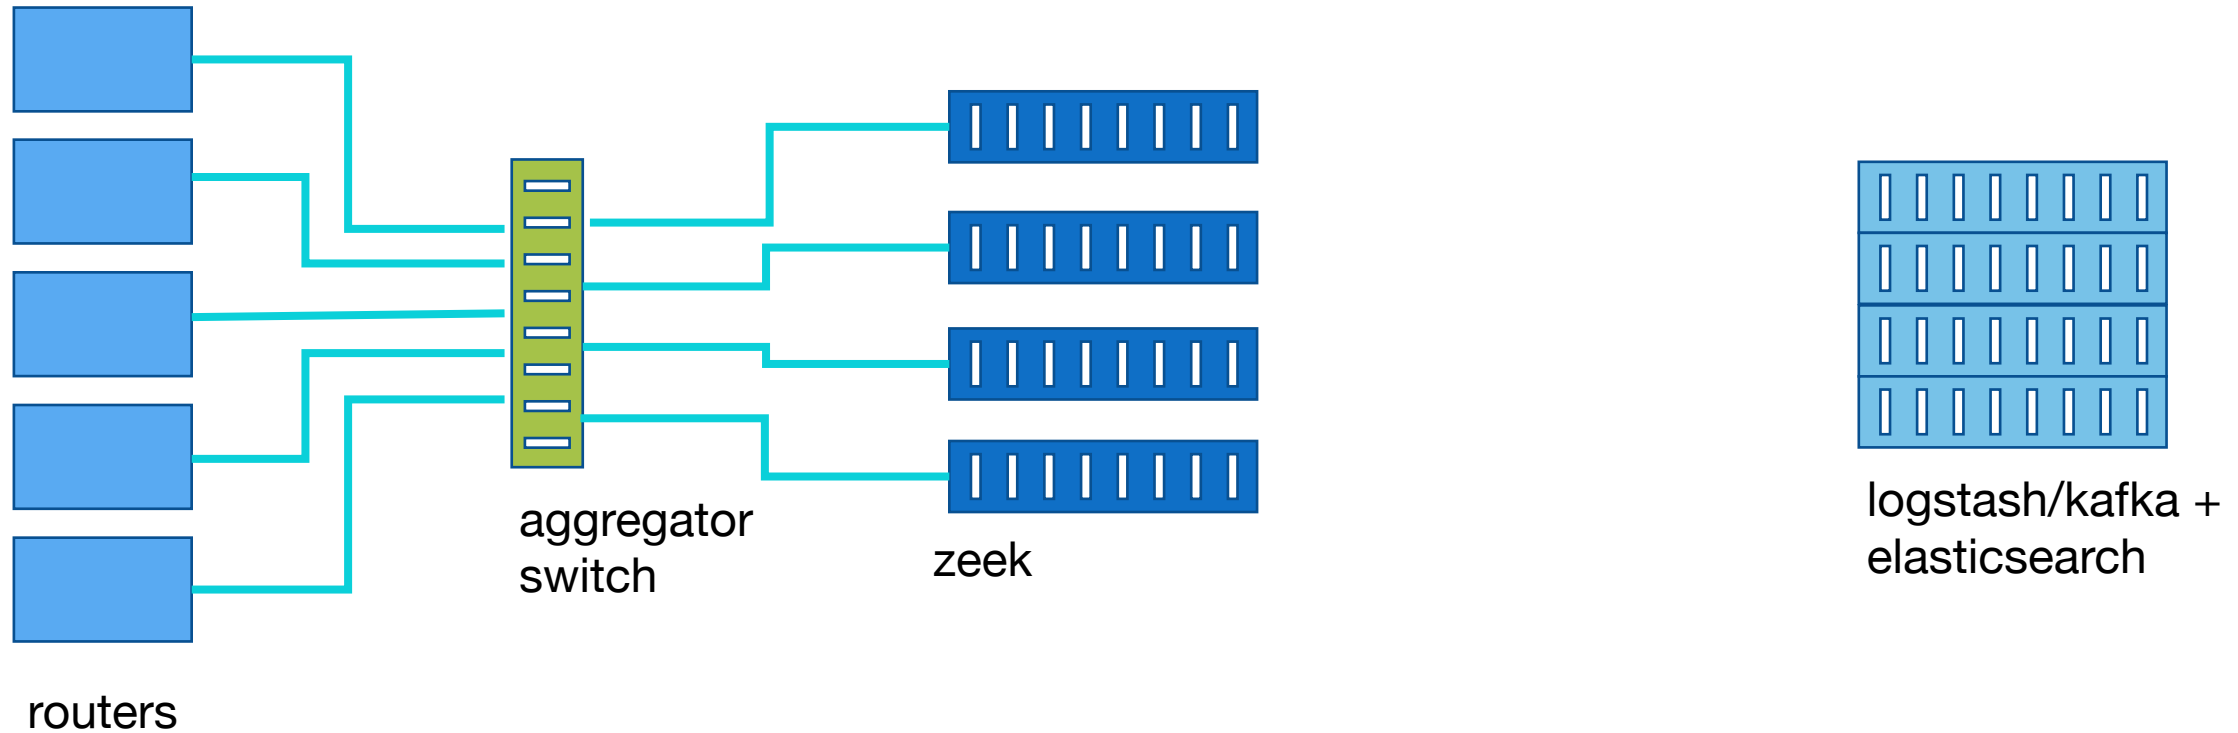 aggregator
switch
zeek
logstash/kafka +
elasticsearch
routers